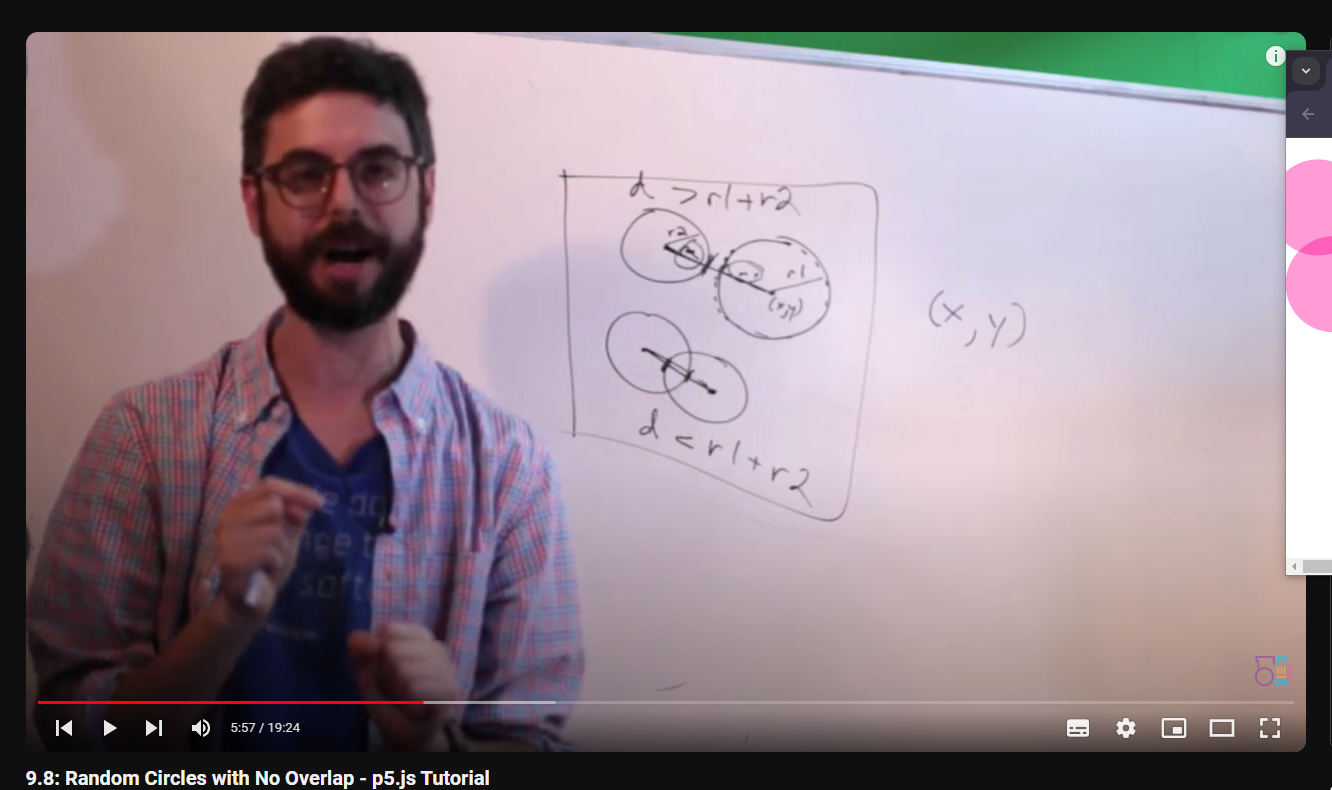 d > r1+r2
r2
r1
(x,y)
(x,y)
d < r1+r2
5:57 / 19:24
9.8: Random Circles with No Overlap - p5.js Tutorial